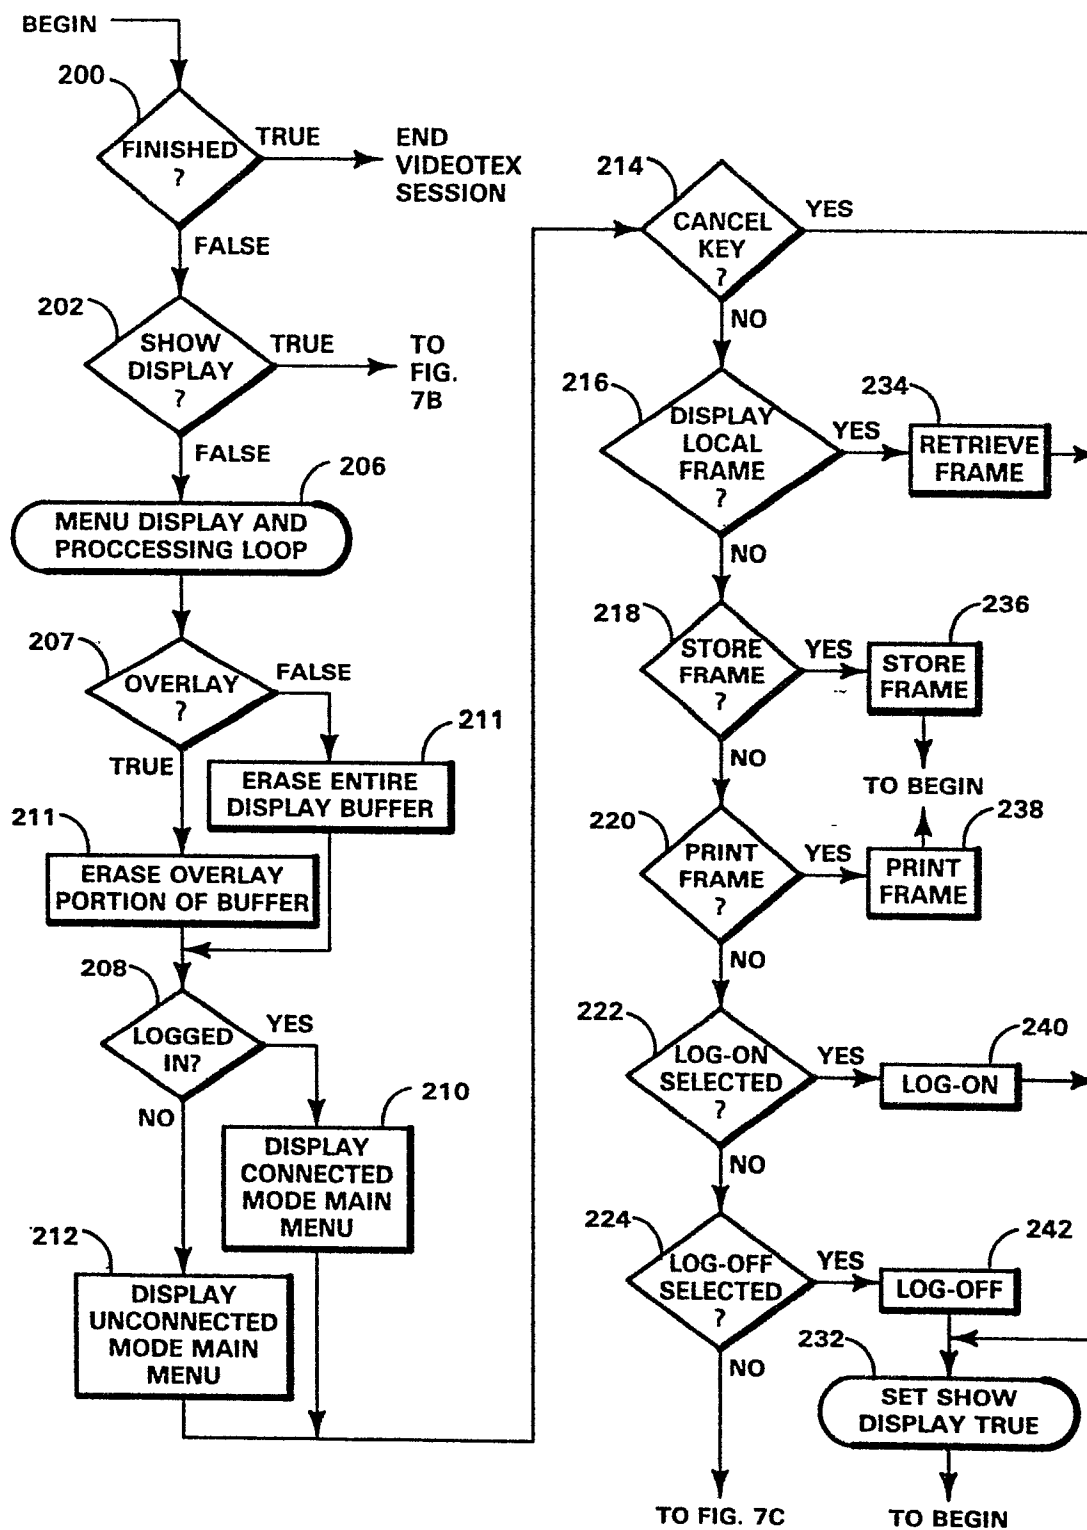 BEGIN
200
FINISHED
?
TRUE
END
VIDEOTEX
SESSION
FALSE
202
SHOW
DISPLAY
?
TRUE
TO
FIG.
7B
FALSE
206
MENU DISPLAY AND
PROCCESSING LOOP
207
OVERLAY
?
FALSE
TRUE
211
ERASE ENTIRE
DISPLAY BUFFER
211
ERASE OVERLAY
PORTION OF BUFFER
208
LOGGED
IN?
YES
NO
210
DISPLAY
CONNECTED
MODE MAIN
MENU
212
DISPLAY
UNCONNECTED
MODE MAIN
MENU
214
CANCEL
KEY
?
YES
NO
216
DISPLAY
LOCAL
FRAME
?
YES
234
RETRIEVE
FRAME
NO
218
STORE
FRAME
?
YES
236
STORE
FRAME
NO
TO BEGIN
220
PRINT
FRAME
?
YES
238
PRINT
FRAME
NO
222
LOG-ON
SELECTED
?
YES
240
LOG-ON
NO
224
LOG-OFF
SELECTED
?
YES
242
LOG-OFF
NO
232
SET SHOW
DISPLAY TRUE
TO FIG. 7C
TO BEGIN